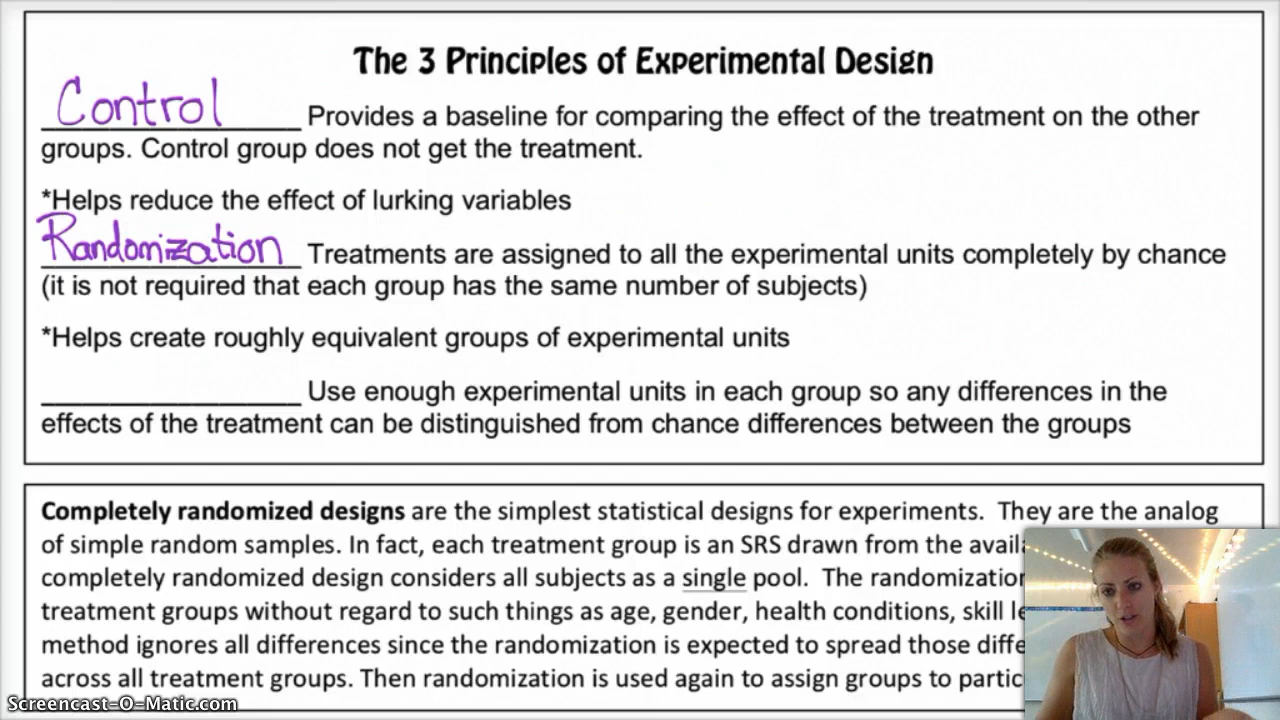 The 3 Principles of Experimental Design
Control Provides a baseline for comparing the effect of the treatment on the other
groups. Control group does not get the treatment.
*Helps reduce the effect of lurking variables
Randomization Treatments are assigned to all the experimental units completely by chance
(it is not required that each group has the same number of subjects)
*Helps create roughly equivalent groups of experimental units
Use enough experimental units in each group so any differences in the
effects of the treatment can be distinguished from chance differences between the groups
Completely randomized designs are the simplest statistical designs for experiments. They are the analog
of simple random samples. In fact, each treatment group is an SRS drawn from the
completely randomized design considers all subjects as a single pool. The
treatment groups without regard to such things as age, gender, health conditions, skill
method ignores all differences since the randomization is expected to spread those
across all treatment groups. Then randomization is used again to assign groups to
Screencast-O-Matic.com